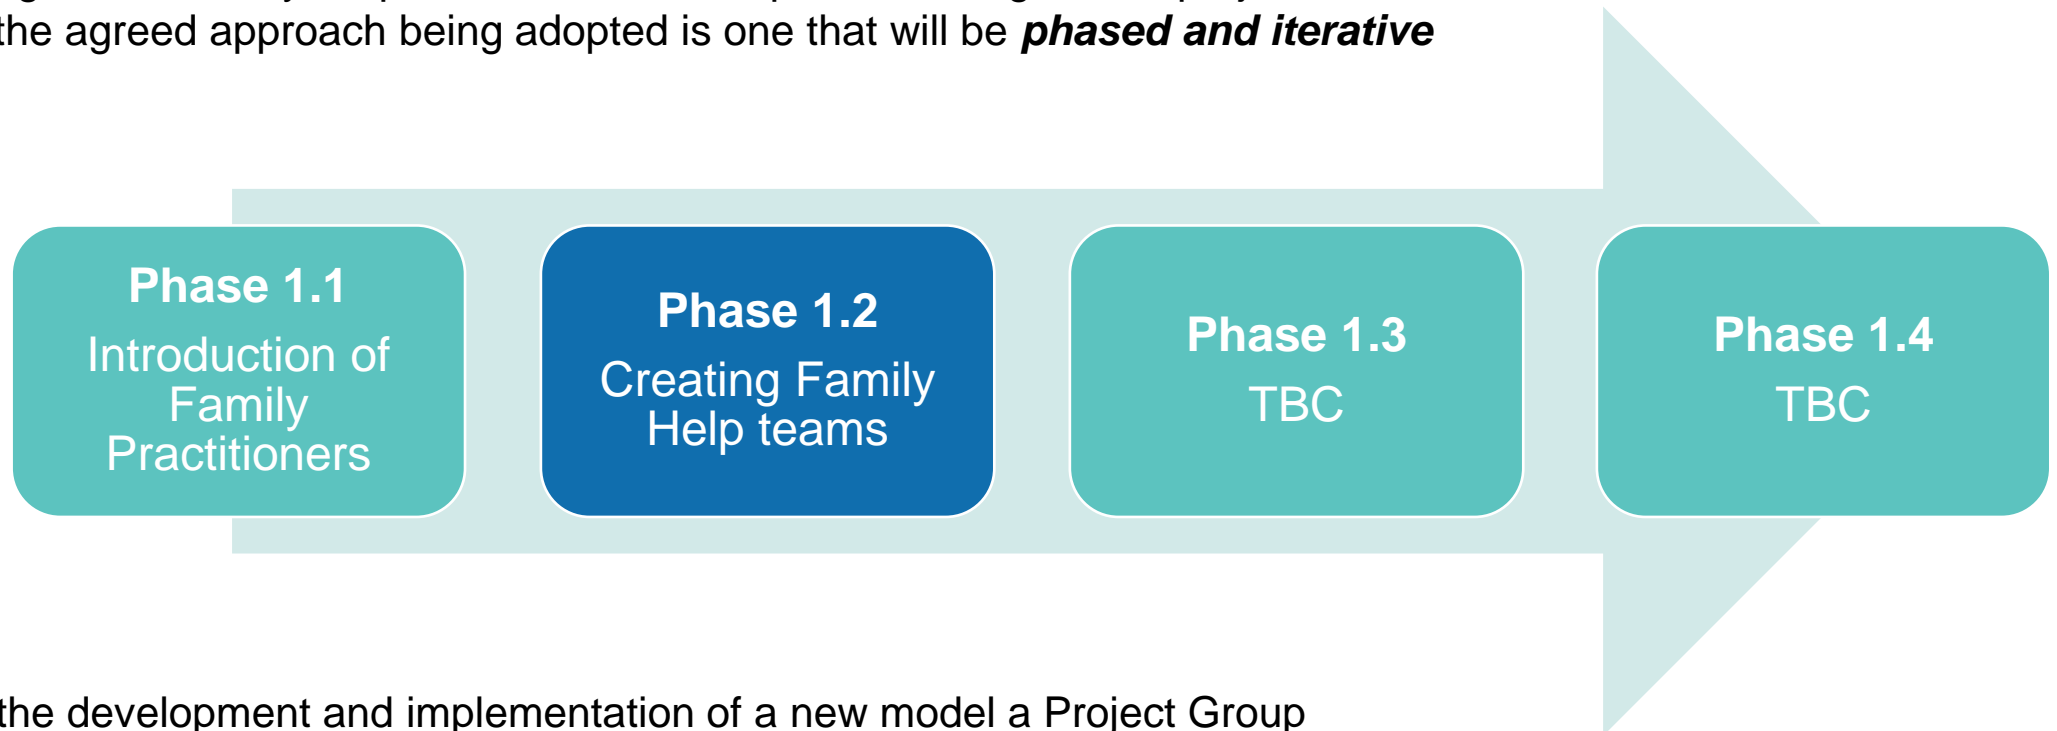 the agreed approach being adopted is one that will be phased and iterative
Phase 1.1
Introduction of
Family
Practitioners
Phase 1.2
Creating Family
Help teams
Phase 1.3
TBC
Phase 1.4
TBC
the development and implementation of a new model a Project Group